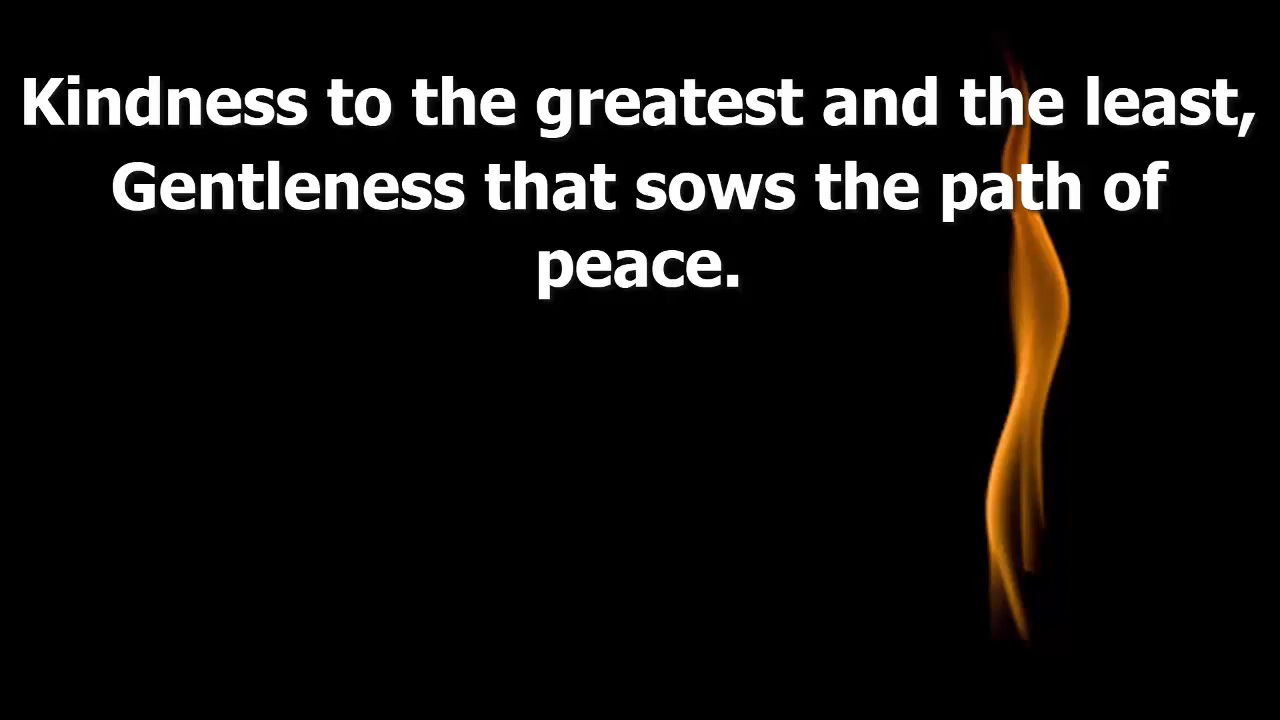 Kindness to the greatest and the least,
Gentleness that sows the path of
peace.